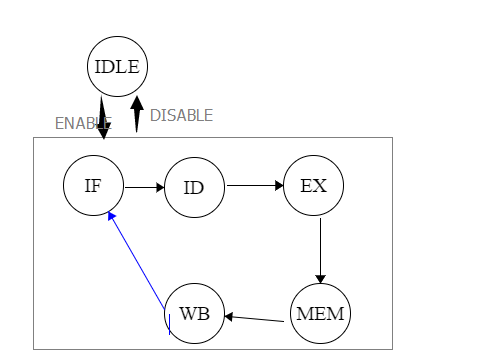 IDLE
ENABLE
DISABLE
IF
ID
EX
WB
MEM